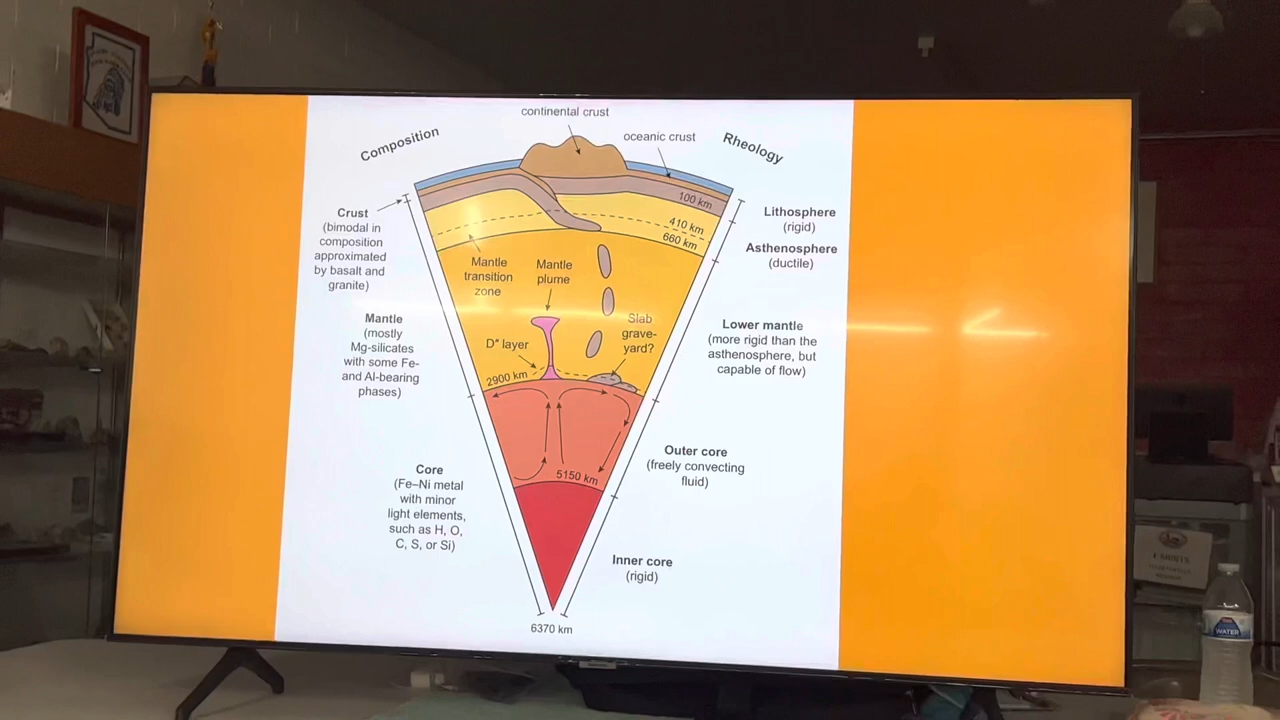 continental crust
oceanic crust
Composition
Rheology
100 km
410 km
660 km
Crust
(bimodal in
composition
approximated
by basalt and
granite)
Lithosphere
(rigid)
Asthenosphere
(ductile)
Mantle
transition
zone
Mantle
plume
Slab
grave-
yard?
D" layer
2900 km
Mantle
(mostly
Mg-silicates
with some Fe-
and Al-bearing
phases)
Lower mantle
(more rigid than the
asthenosphere, but
capable of flow)
5150 km
Outer core
(freely convecting
fluid)
Core
(Fe–Ni metal
with minor
light elements,
such as H, O,
C, S, or Si)
Inner core
(rigid)
6370 km
WATER